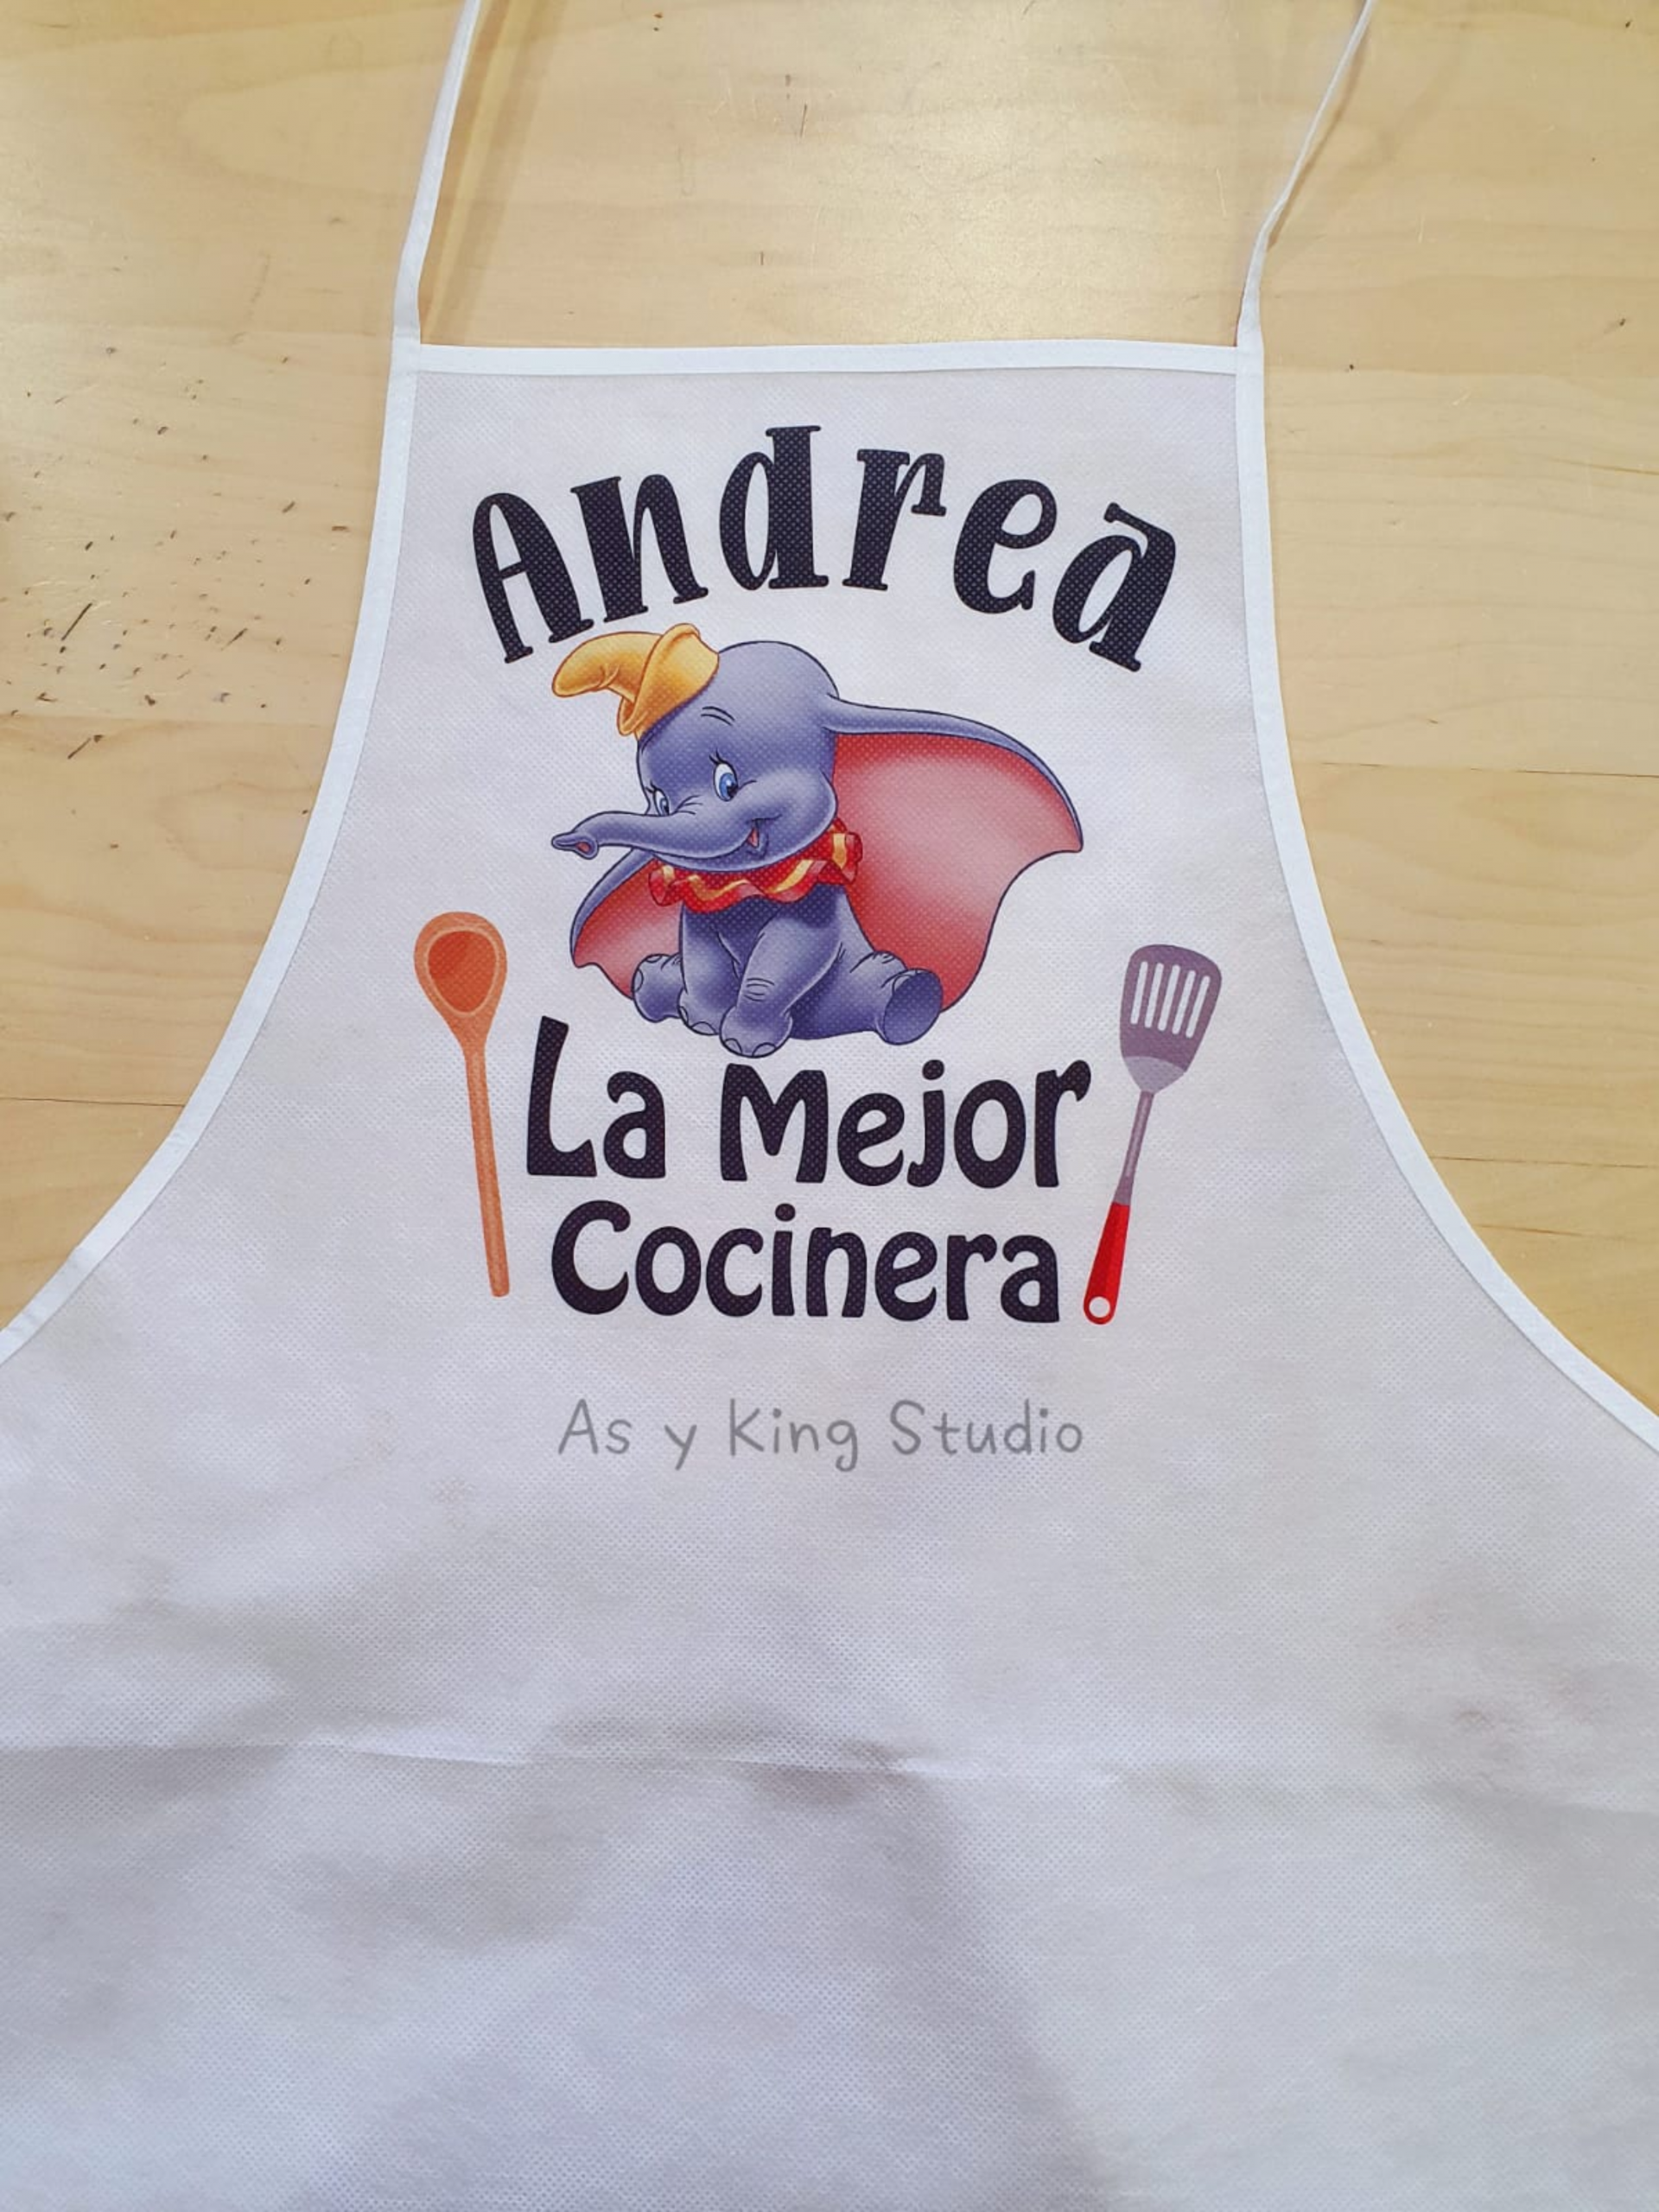 Andrea
La Mejor
Cocinera
As y King Studio